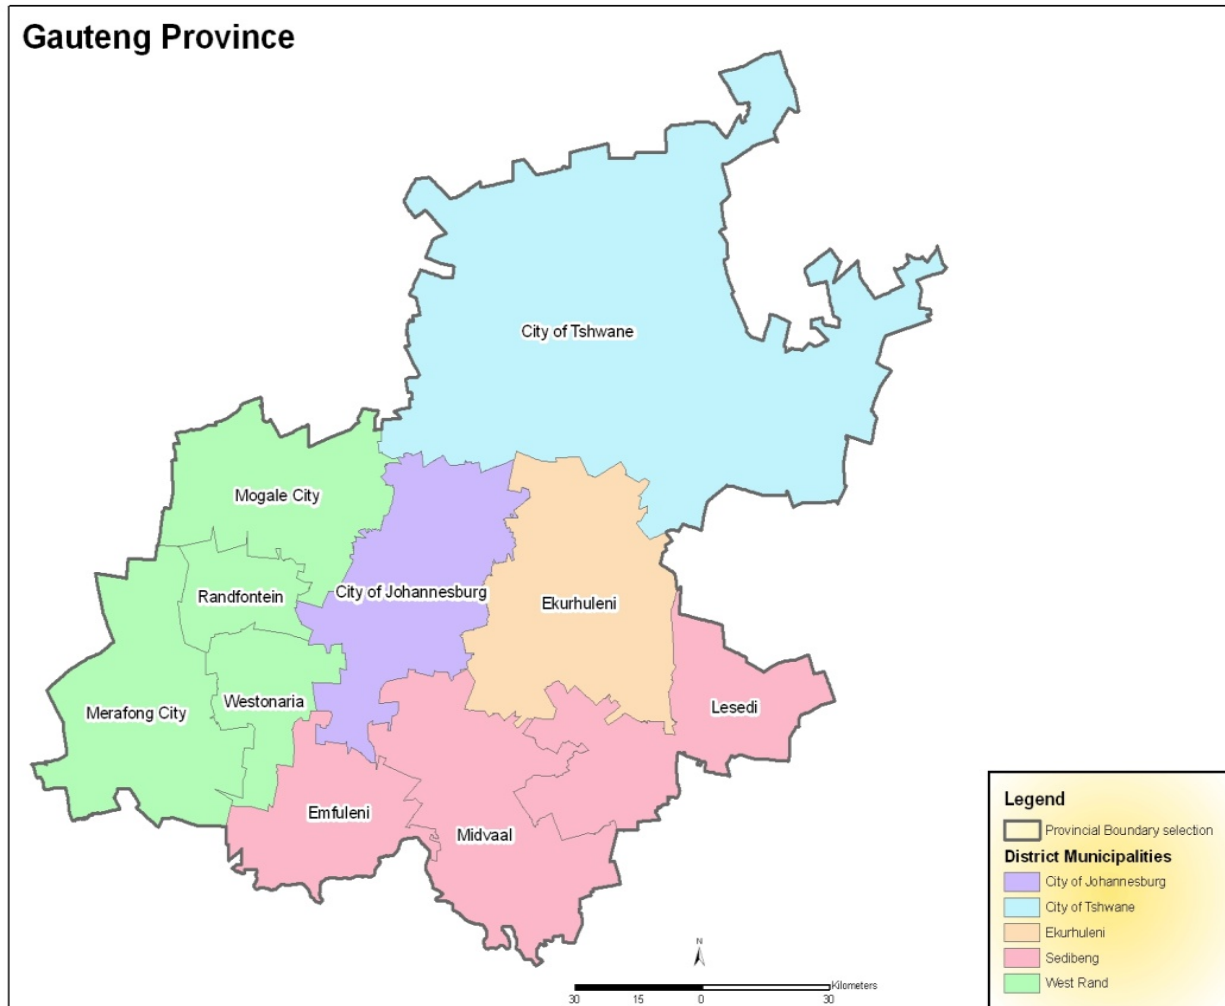 Gauteng Province
City of Tshwane
Mogale City
Randfontein
City of Johannesburg
Ekurhuleni
Westonaria
Merafong City
Lesedi
Emfuleni
Midvaal
Legend
Provincial Boundary selection
District Municipalities
City of Johannesburg
City of Tshwane
Ekurhuleni
Sedibeng
West Rand
N
Kilometers
30 15 0 30